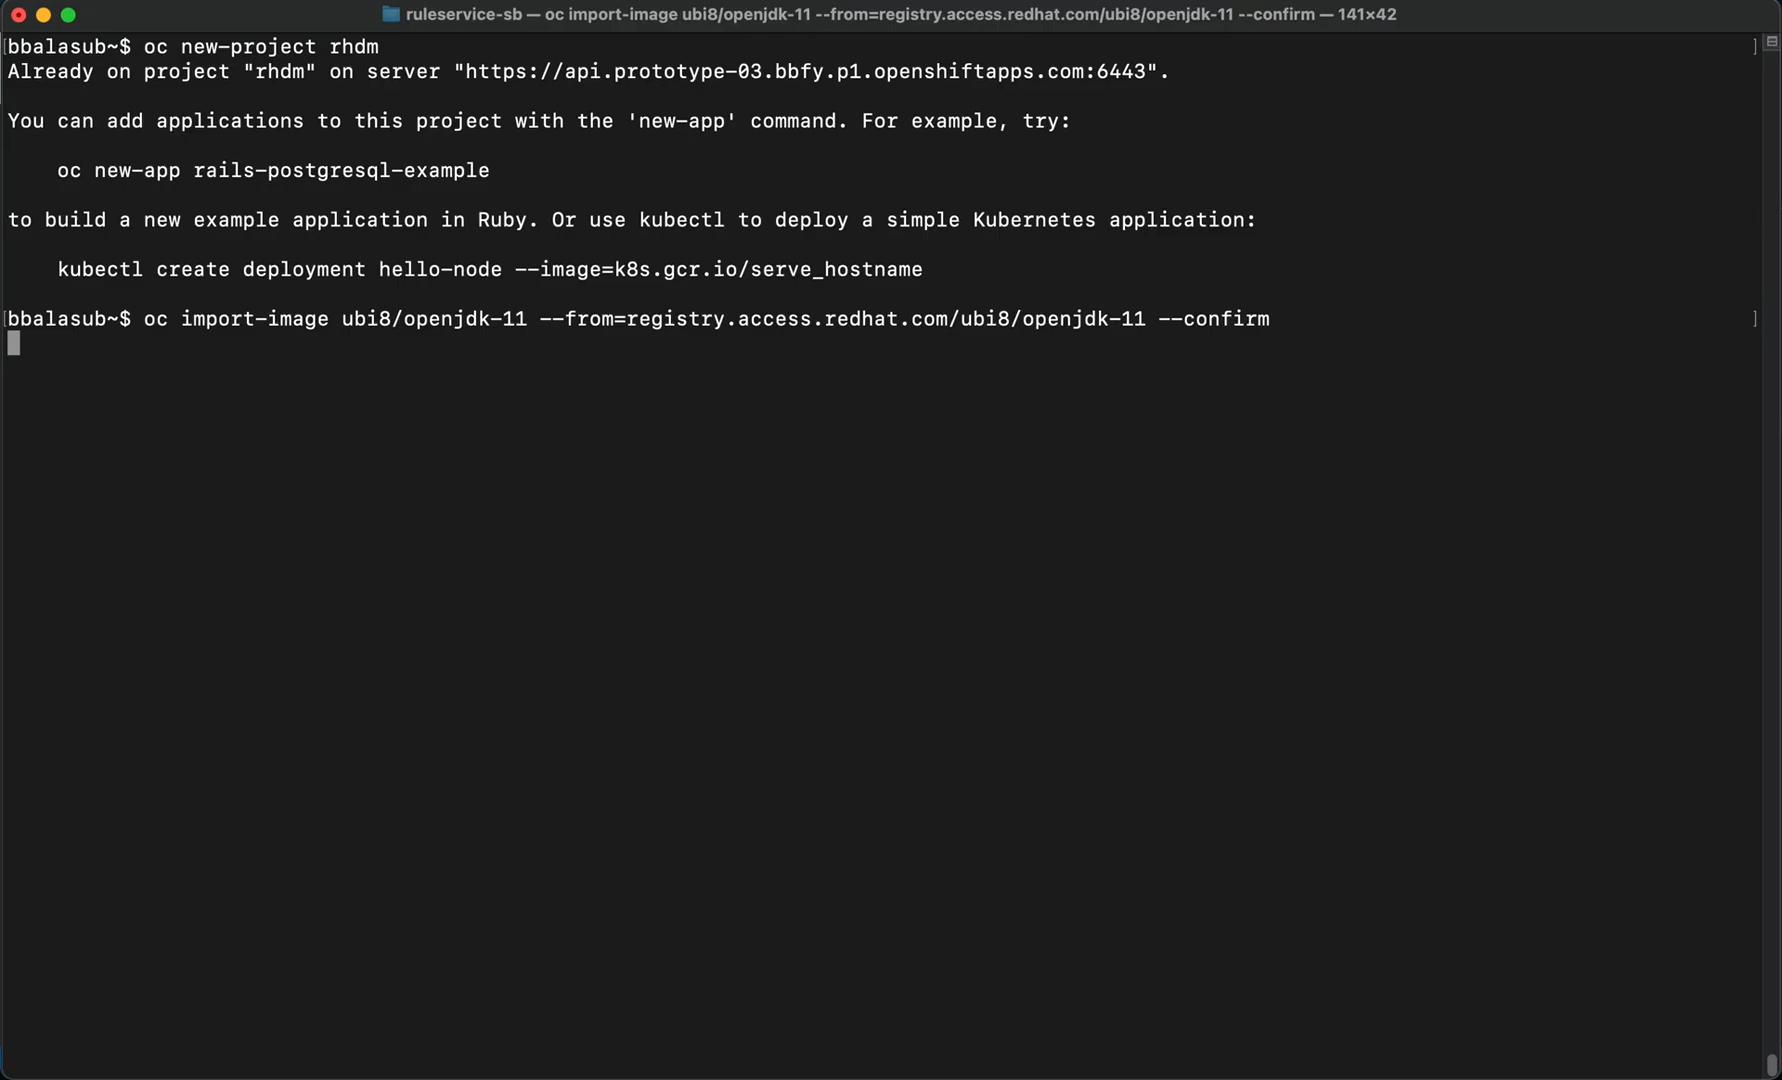 ruleservice-sb — oc import-image ubi8/openjdk-11 --from=registry.access.redhat.com/ubi8/openjdk-11 --confirm — 141×42
[bbalasub~$ oc new-project rhdm ]
Already on project "rhdm" on server "https://api.prototype-03.bbfy.p1.openshiftapps.com:6443".
You can add applications to this project with the 'new-app' command. For example, try:
oc new-app rails-postgresql-example
to build a new example application in Ruby. Or use kubectl to deploy a simple Kubernetes application:
kubectl create deployment hello-node --image=k8s.gcr.io/serve_hostname
[bbalasub~$ oc import-image ubi8/openjdk-11 --from=registry.access.redhat.com/ubi8/openjdk-11 --confirm ]